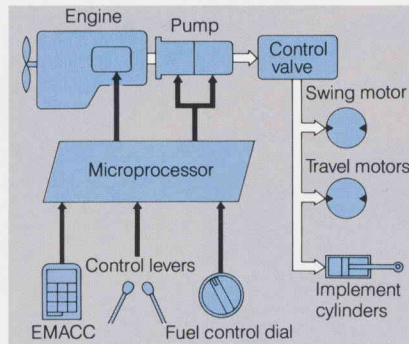 Engine
Pump
Control
valve
Swing motor
Microprocessor
Travel motors
Control levers
EMACC
Fuel control dial
Implement
cylinders